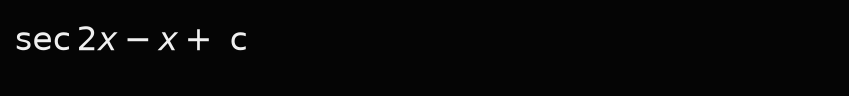 sec 2x − x + c